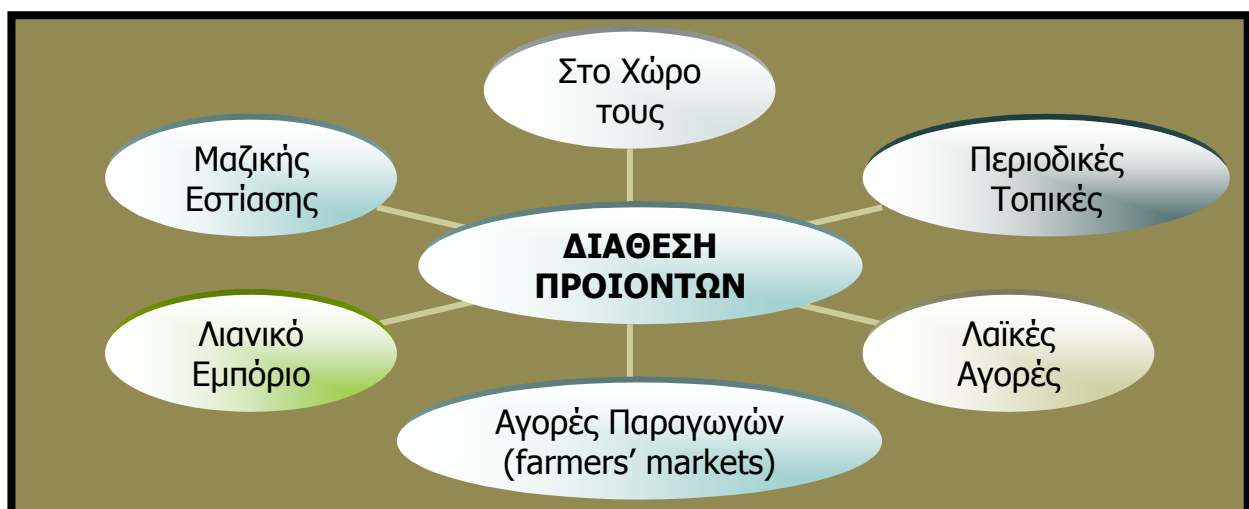 Στο Χώρο
τους
Μαζικής
Εστίασης
Περιοδικές
Τοπικές
ΔΙΑΘΕΣΗ
ΠΡΟΙΟΝΤΩΝ
Λιανικό
Εμπόριο
Λαϊκές
Αγορές
Αγορές Παραγωγών
(farmers’ markets)